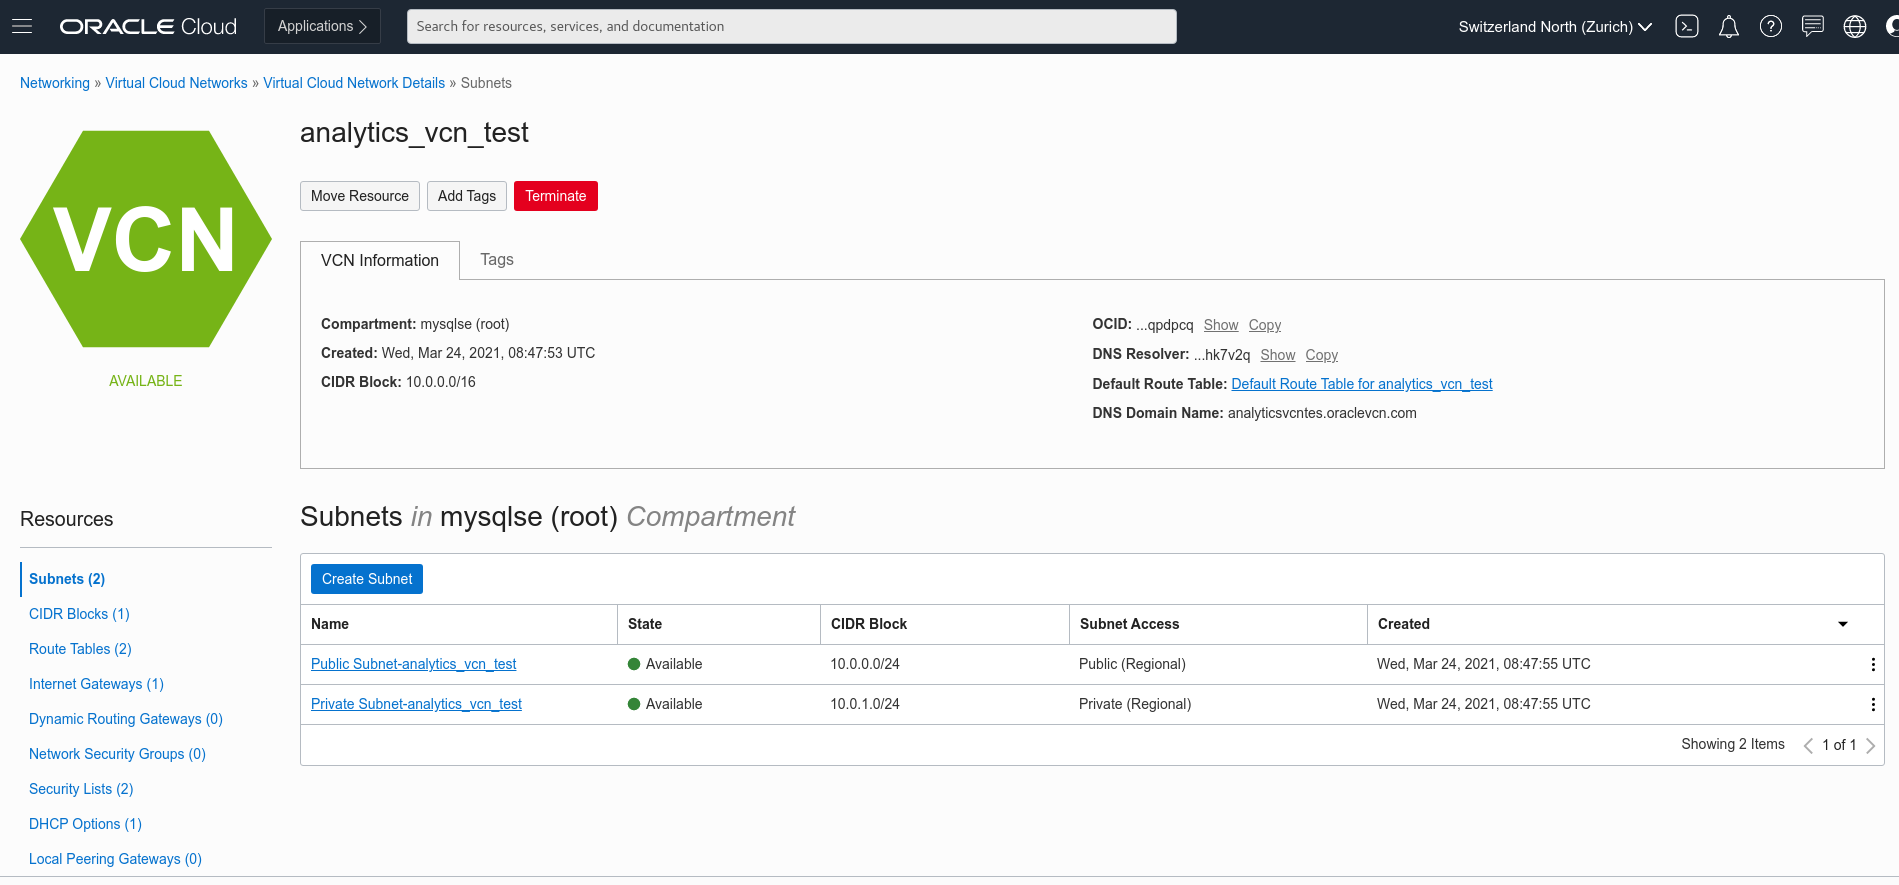 ORACLE Cloud
Applications
Search for resources, services, and documentation
Switzerland North (Zurich)
Networking » Virtual Cloud Networks » Virtual Cloud Network Details » Subnets
VCN
AVAILABLE
analytics_vcn_test
Move Resource
Add Tags
Terminate
VCN Information
Tags
Compartment: mysqlse (root)
Created: Wed, Mar 24, 2021, 08:47:53 UTC
CIDR Block: 10.0.0.0/16
OCID: ...qpdpcq Show Copy
DNS Resolver: ...hk7v2q Show Copy
Default Route Table: Default Route Table for analytics_vcn_test
DNS Domain Name: analyticsvcntes.oraclevcn.com
Resources
Subnets (2)
CIDR Blocks (1)
Route Tables (2)
Internet Gateways (1)
Dynamic Routing Gateways (0)
Network Security Groups (0)
Security Lists (2)
DHCP Options (1)
Local Peering Gateways (0)
Subnets in mysqlse (root) Compartment
Create Subnet
Name State CIDR Block Subnet Access Created
Public Subnet-analytics_vcn_test Available 10.0.0.0/24 Public (Regional) Wed, Mar 24, 2021, 08:47:55 UTC
Private Subnet-analytics_vcn_test Available 10.0.1.0/24 Private (Regional) Wed, Mar 24, 2021, 08:47:55 UTC
Showing 2 Items 1 of 1